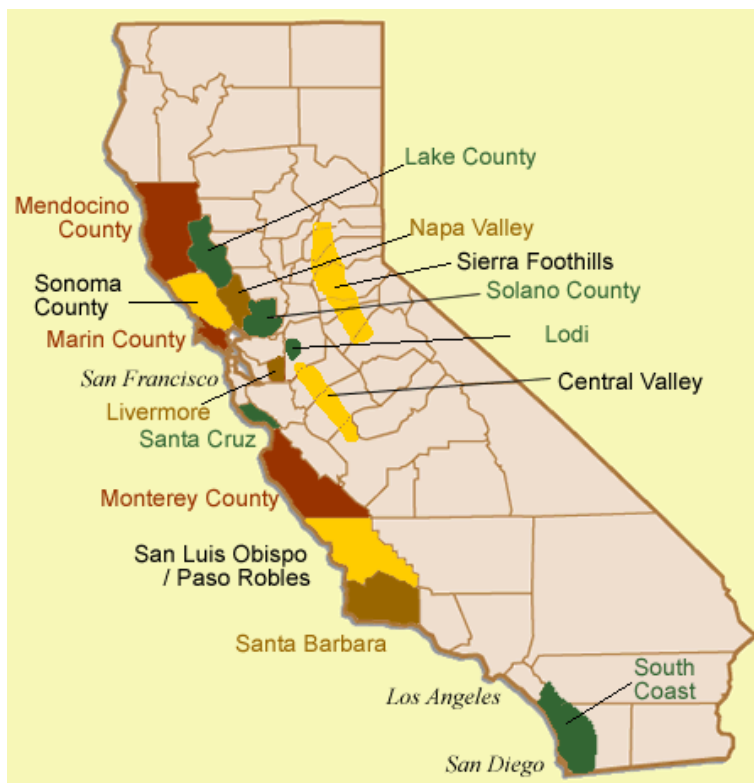 Lake County
Mendocino
County
Napa Valley
Sierra Foothills
Sonoma
County
Solano County
Marin County
Lodi
San Francisco
Central Valley
Livermore
Santa Cruz
Monterey County
San Luis Obispo
/ Paso Robles
Santa Barbara
South
Coast
Los Angeles
San Diego